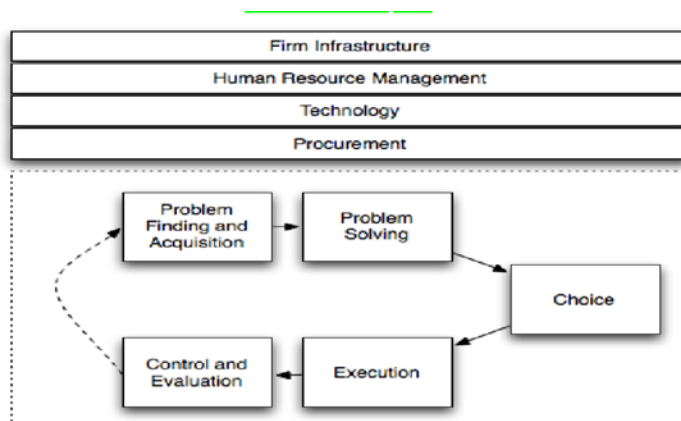 Firm Infrastructure
Human Resource Management
Technology
Procurement
Problem
Finding and
Acquisition
Problem
Solving
Choice
Control and
Evaluation
Execution